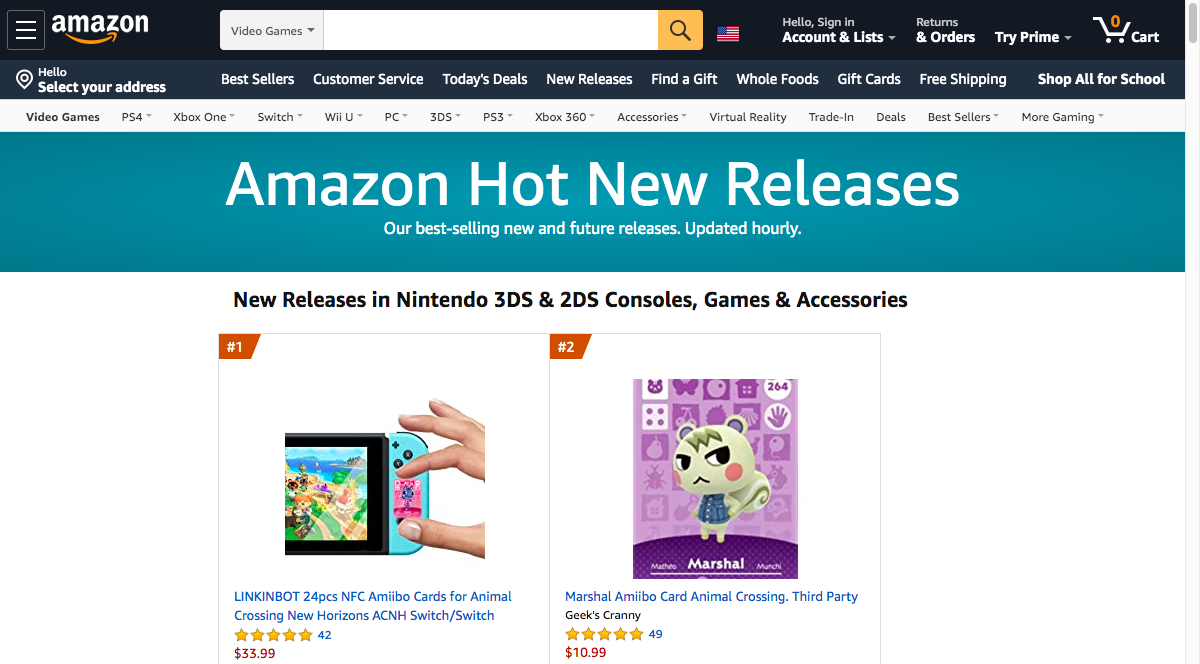 amazon
Video Games
Hello, Sign in
Account & Lists
Returns
& Orders
Try Prime
0
Cart
Hello
Select your address
Best Sellers Customer Service Today's Deals New Releases Find a Gift Whole Foods Gift Cards Free Shipping Shop All for School
Video Games PS4 Xbox One Switch Wii U PC 3DS PS3 Xbox 360 Accessories Virtual Reality Trade-In Deals Best Sellers More Gaming
Amazon Hot New Releases
Our best-selling new and future releases. Updated hourly.
New Releases in Nintendo 3DS & 2DS Consoles, Games & Accessories
#1
LINKINBOT 24pcs NFC Amiibo Cards for Animal
Crossing New Horizons ACNH Switch/Switch
42
$33.99
#2
264
Mathéo Marshal Munchi
Marshal Amiibo Card Animal Crossing. Third Party
Geek's Cranny
49
$10.99